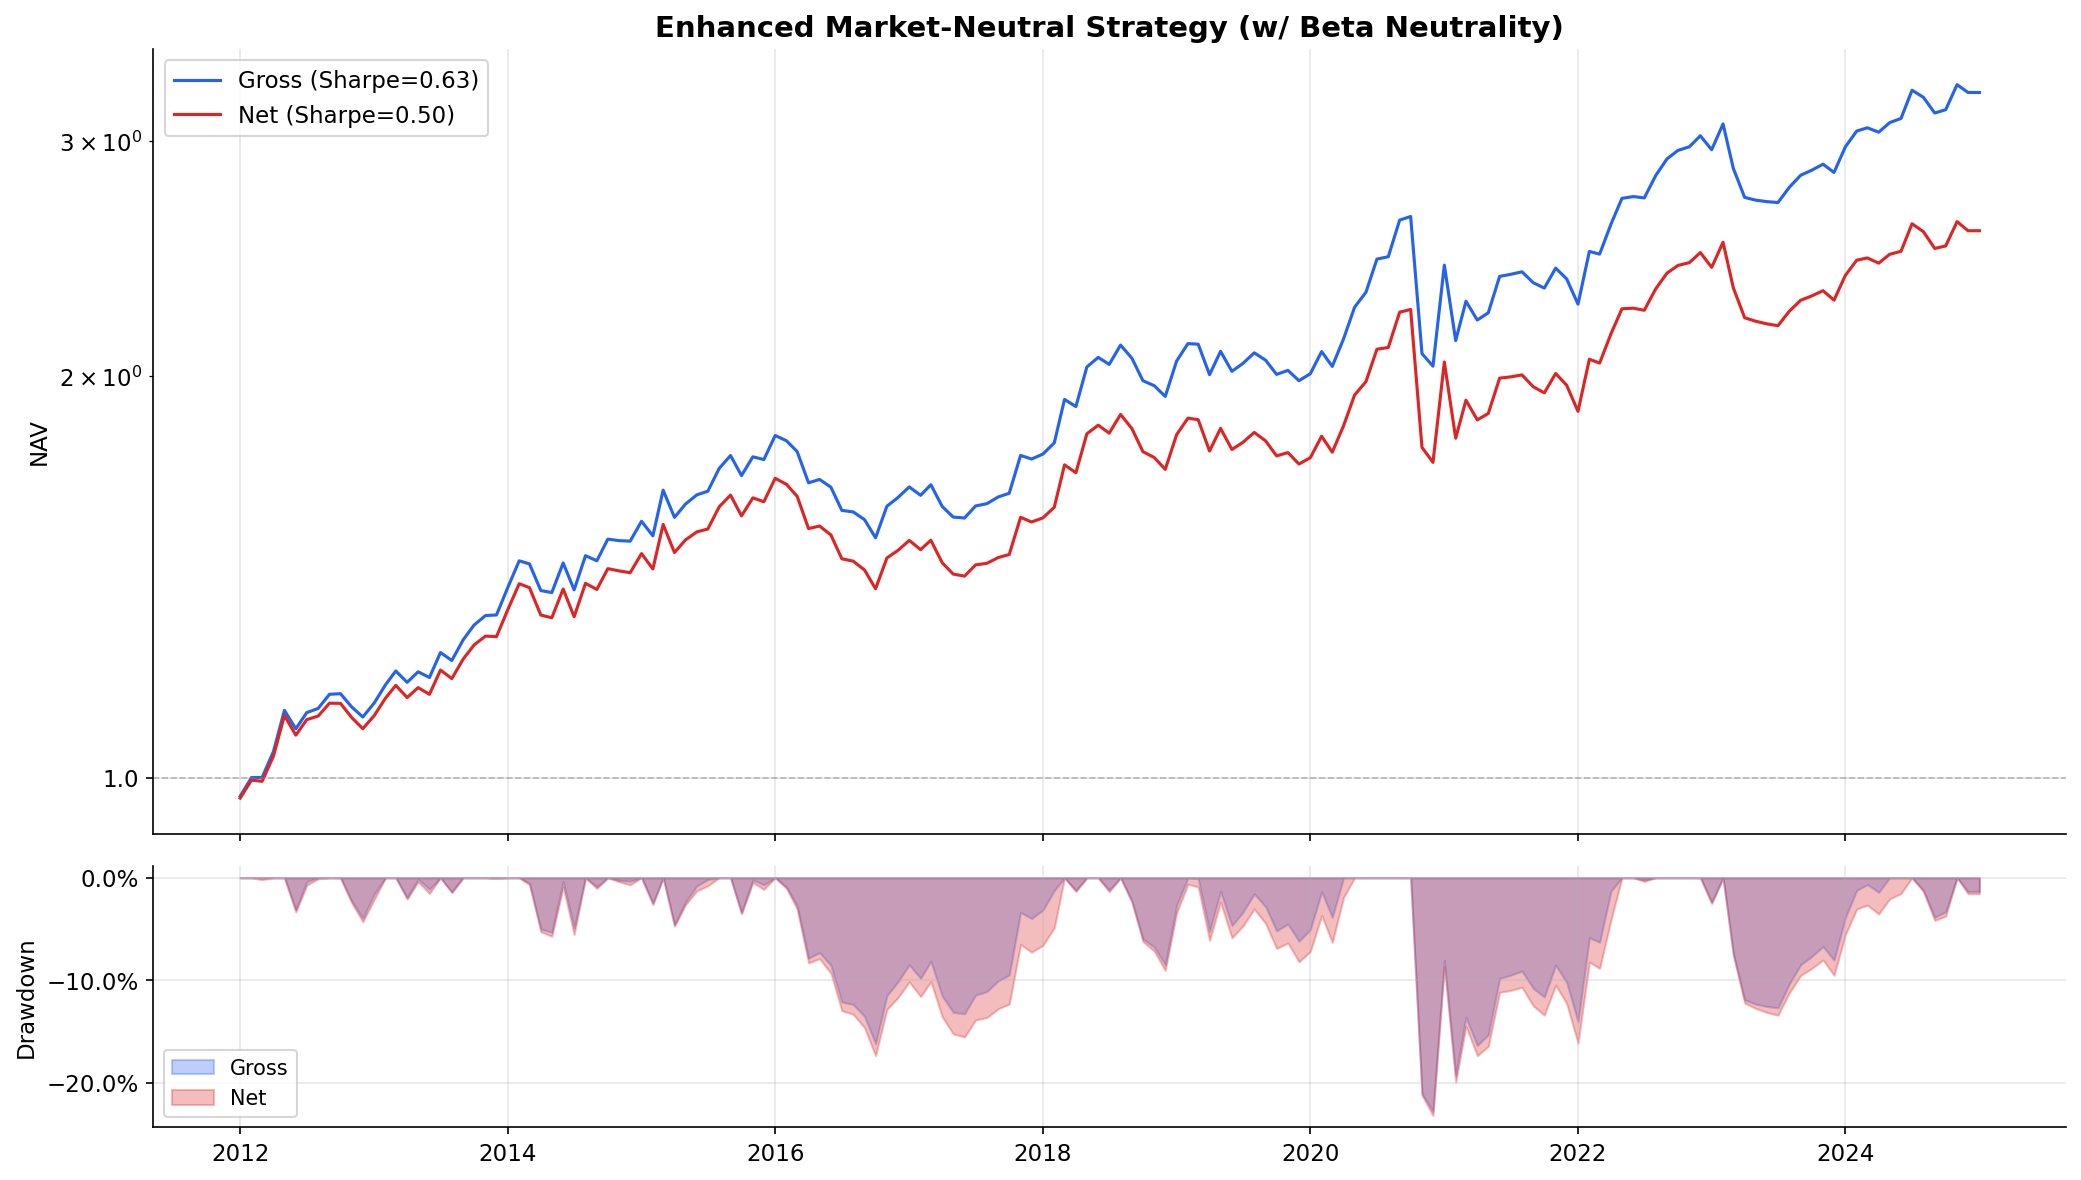 Enhanced Market-Neutral Strategy (w/ Beta Neutrality)
Gross (Sharpe=0.63)
Net (Sharpe=0.50)
3 × 10⁰
2 × 10⁰
1.0
NAV
0.0%
−10.0%
−20.0%
Drawdown
Gross
Net
2012 2014 2016 2018 2020 2022 2024